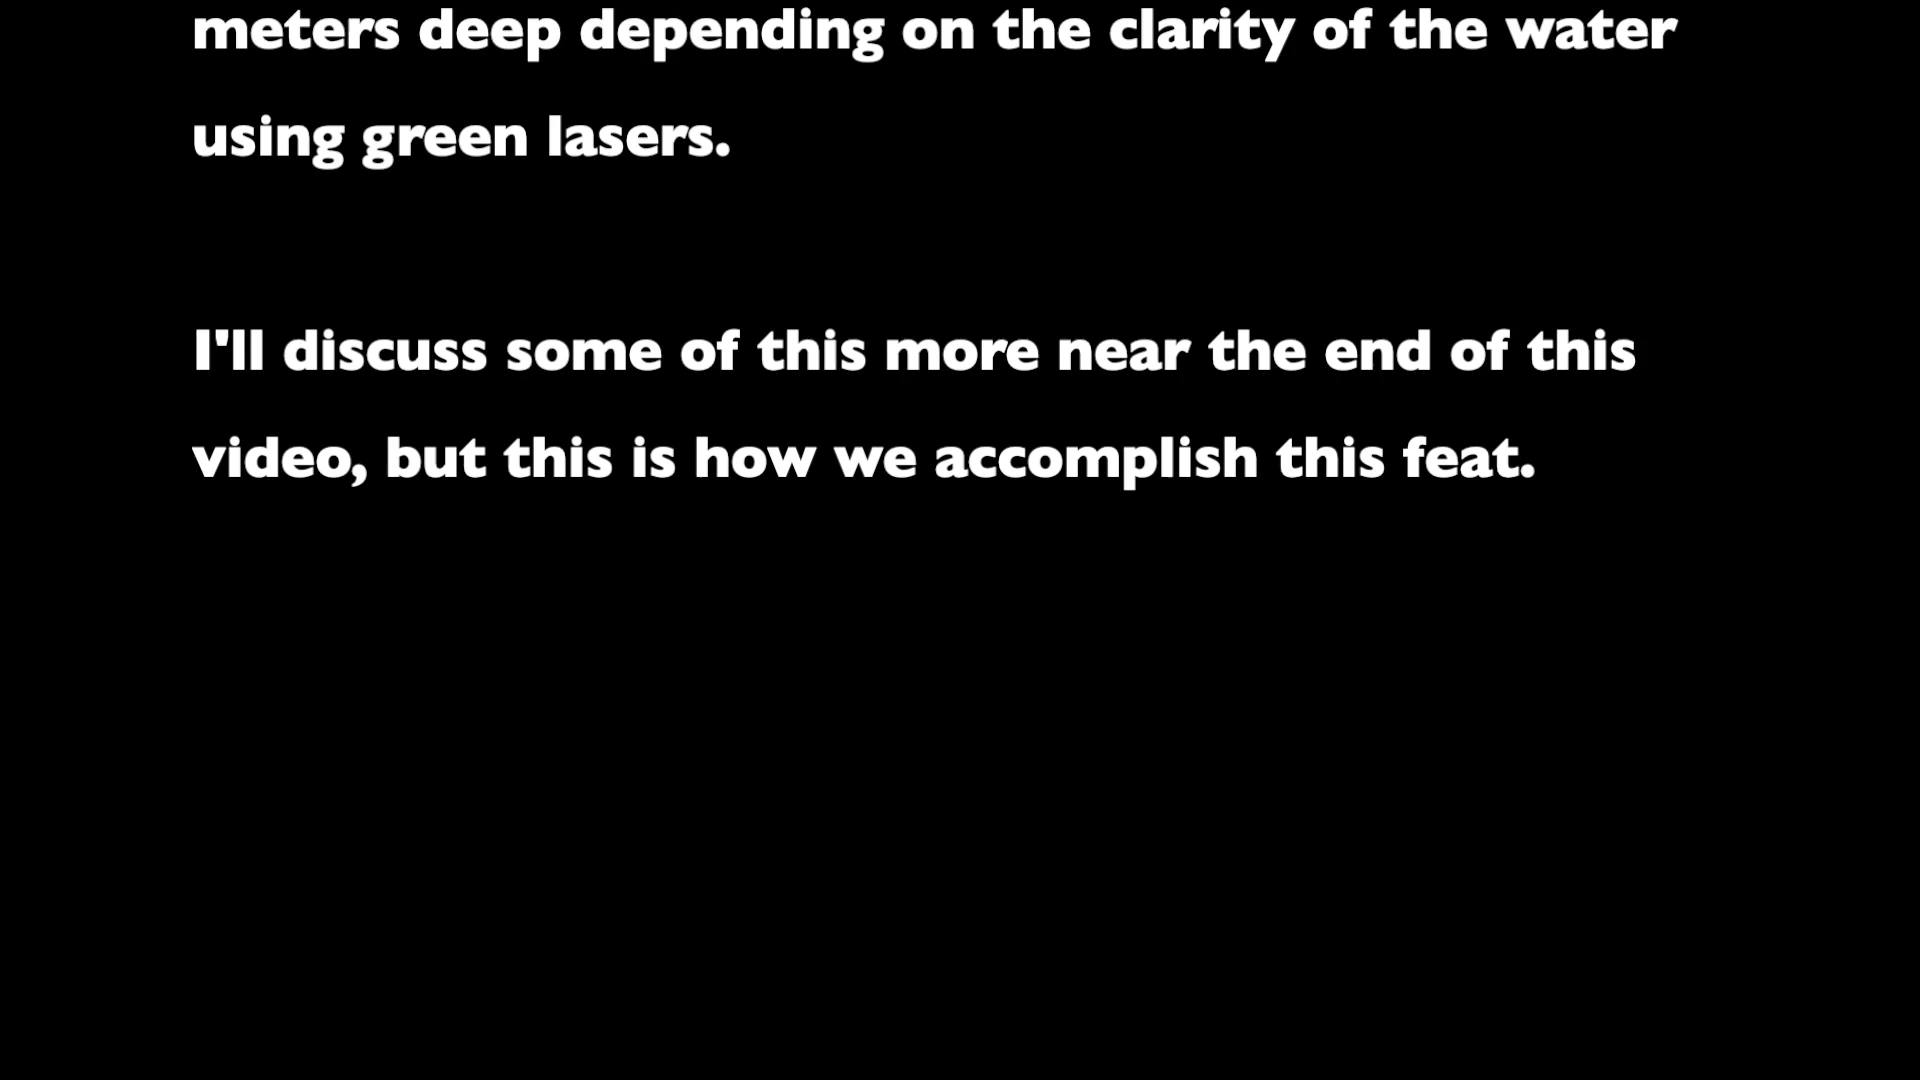 meters deep depending on the clarity of the water
using green lasers.
I'll discuss some of this more near the end of this
video, but this is how we accomplish this feat.